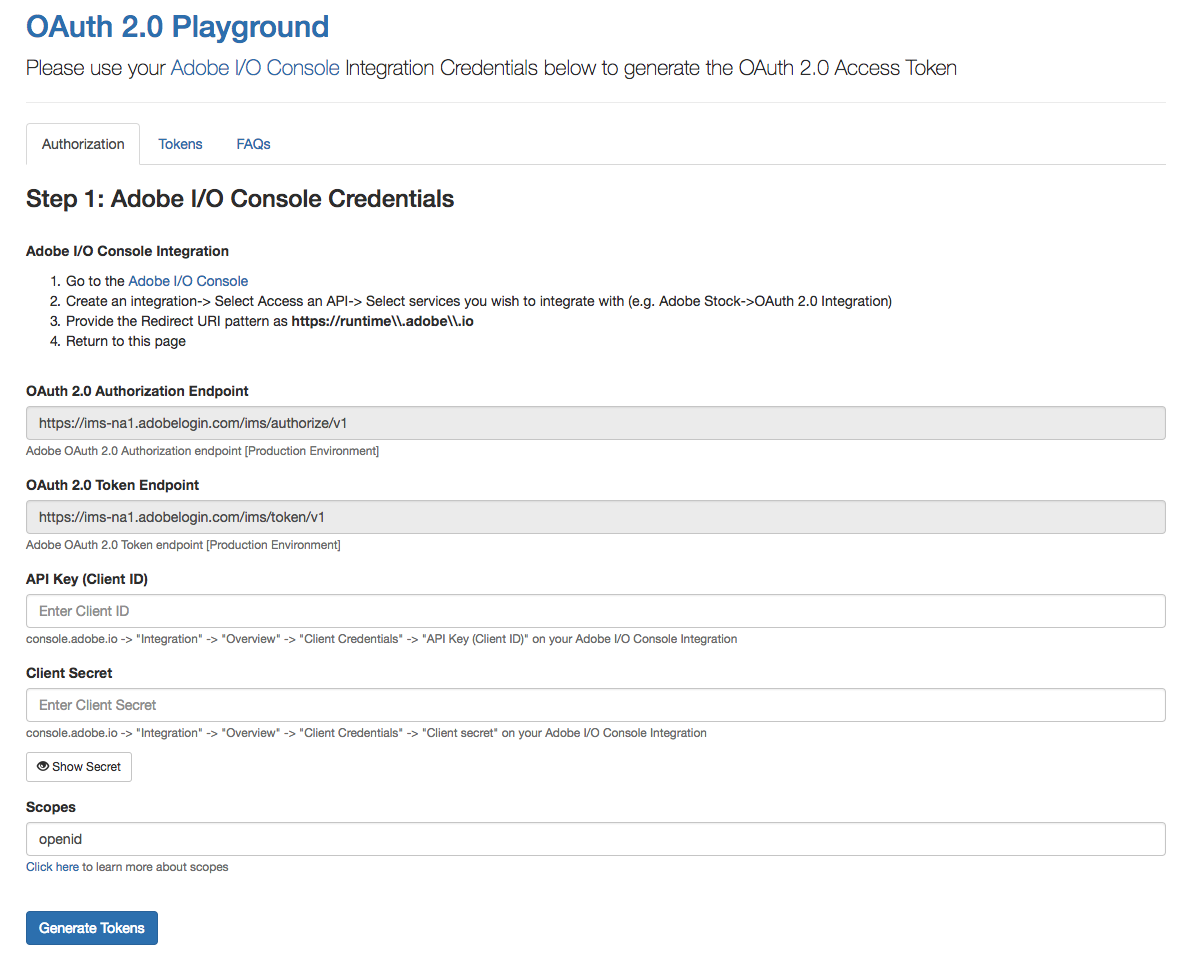 OAuth 2.0 Playground
Please use your Adobe I/O Console Integration Credentials below to generate the OAuth 2.0 Access Token
Authorization Tokens FAQs
Step 1: Adobe I/O Console Credentials
Adobe I/O Console Integration
1. Go to the Adobe I/O Console
2. Create an integration-> Select Access an API-> Select services you wish to integrate with (e.g. Adobe Stock->OAuth 2.0 Integration)
3. Provide the Redirect URI pattern as https://runtime\\.adobe\\.io
4. Return to this page
OAuth 2.0 Authorization Endpoint
https://ims-na1.adobelogin.com/ims/authorize/v1
Adobe OAuth 2.0 Authorization endpoint [Production Environment]
OAuth 2.0 Token Endpoint
https://ims-na1.adobelogin.com/ims/token/v1
Adobe OAuth 2.0 Token endpoint [Production Environment]
API Key (Client ID)
Enter Client ID
console.adobe.io -> "Integration" -> "Overview" -> "Client Credentials" -> "API Key (Client ID)" on your Adobe I/O Console Integration
Client Secret
Enter Client Secret
console.adobe.io -> "Integration" -> "Overview" -> "Client Credentials" -> "Client secret" on your Adobe I/O Console Integration
Show Secret
Scopes
openid
Click here to learn more about scopes
Generate Tokens